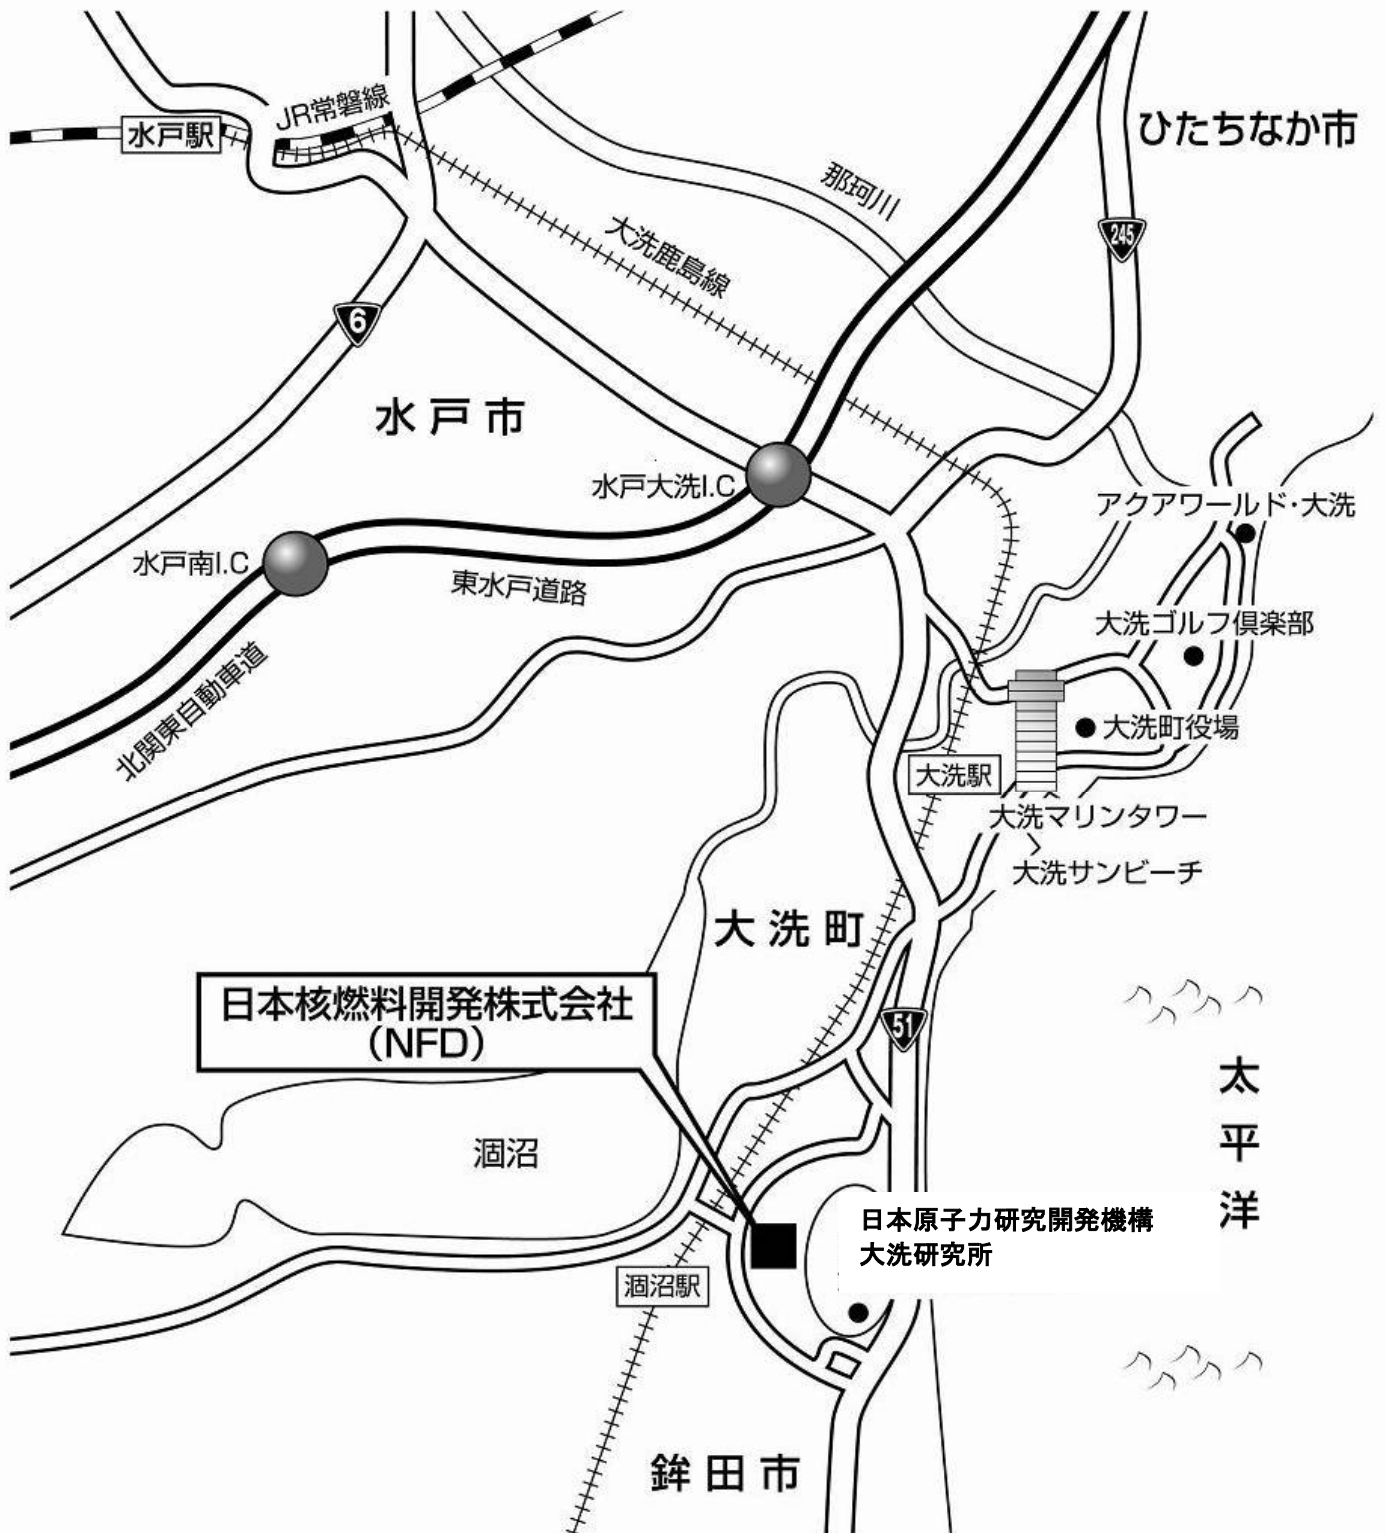 JR常磐線
水戸駅
ひたちなか市
那珂川
大洗鹿島線
245
6
水戸市
水戸大洗I.C
アクアワールド・大洗
水戸南I.C
東水戸道路
大洗ゴルフ倶楽部
北関東自動車道
大洗町役場
大洗駅
大洗マリンタワー
大洗サンビーチ
大洗町
日本核燃料開発株式会社
(NFD)
51
太平洋
涸沼
日本原子力研究開発機構
大洗研究所
涸沼駅
鉾田市